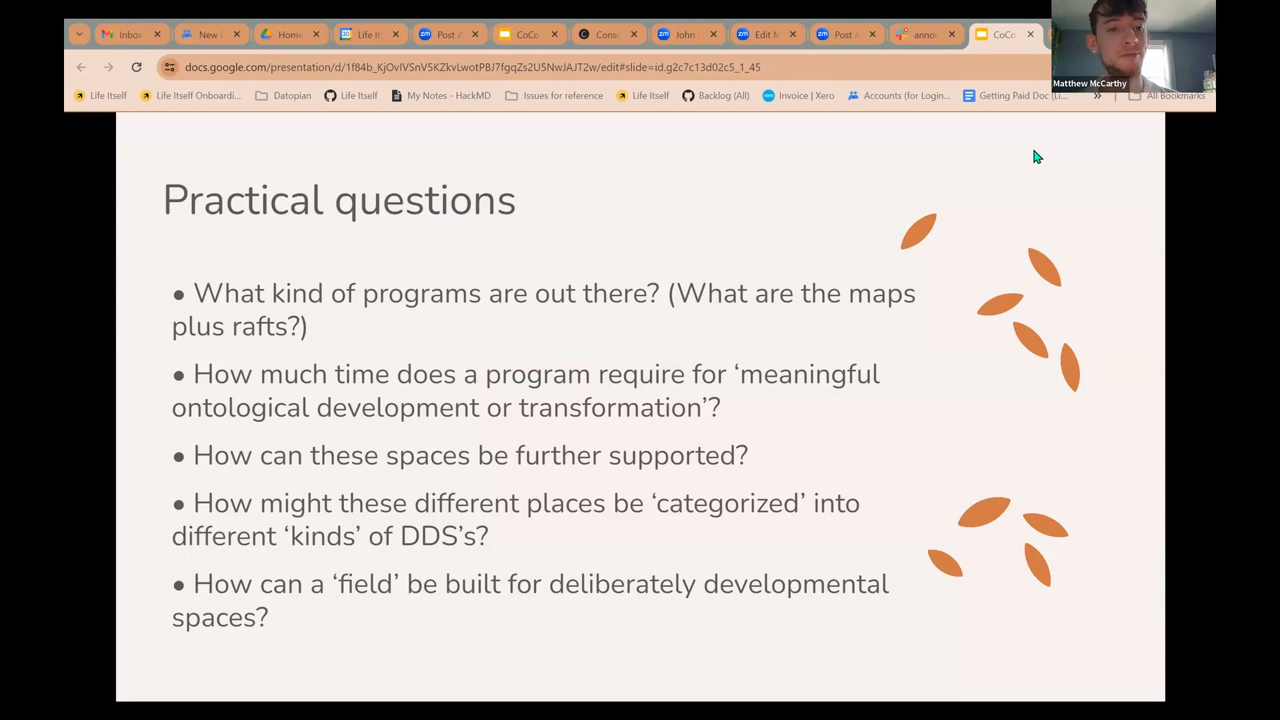 Inbox
New
Home
Life It
Post
CoCo
Cons
John
Edit M
Post
anno
CoCo
docs.google.com/presentation/d/1f84b_KjOvIV5nV5KZkvLwotPBJ7fgqZs2U5NwJAJT2w/edit#slide=id.g2c7c13d02c5_1_45
Matthew McCarthy
Life Itself
Life Itself Onboardi...
Datopian
Life Itself
My Notes - HackMD
Issues for reference
Life Itself
Backlog (All)
Invoice | Xero
Accounts (for Login...
Getting Paid Doc (Li...
»
All Bookmarks
Practical questions
• What kind of programs are out there? (What are the maps
plus rafts?)
• How much time does a program require for ‘meaningful
ontological development or transformation’?
• How can these spaces be further supported?
• How might these different places be ‘categorized’ into
different ‘kinds’ of DDS’s?
• How can a ‘field’ be built for deliberately developmental
spaces?